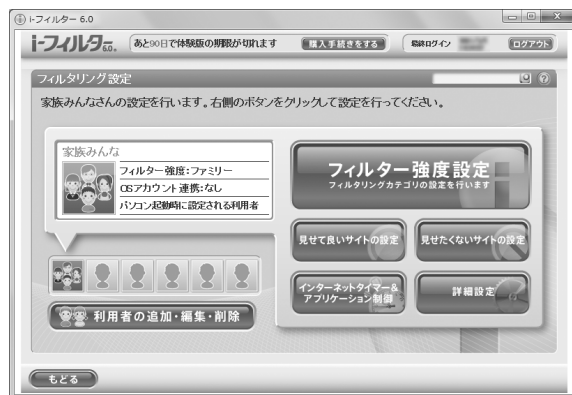 i-フィルター 6.0
i-フィルター 6.0
あと90日で体験版の期限が切れます
購入手続きをする
最終ログイン
ログアウト
フィルタリング設定
家族みんなさんの設定を行います。右側のボタンをクリックして設定を行ってください。
家族みんな
フィルター強度:ファミリー
OSアカウント連携:なし
パソコン起動時に設定される利用者
フィルター強度設定
フィルタリングカテゴリの設定を行います
見せて良いサイトの設定
見せたくないサイトの設定
インターネットタイマー&
アプリケーション制御
詳細設定
利用者の追加・編集・削除
もどる